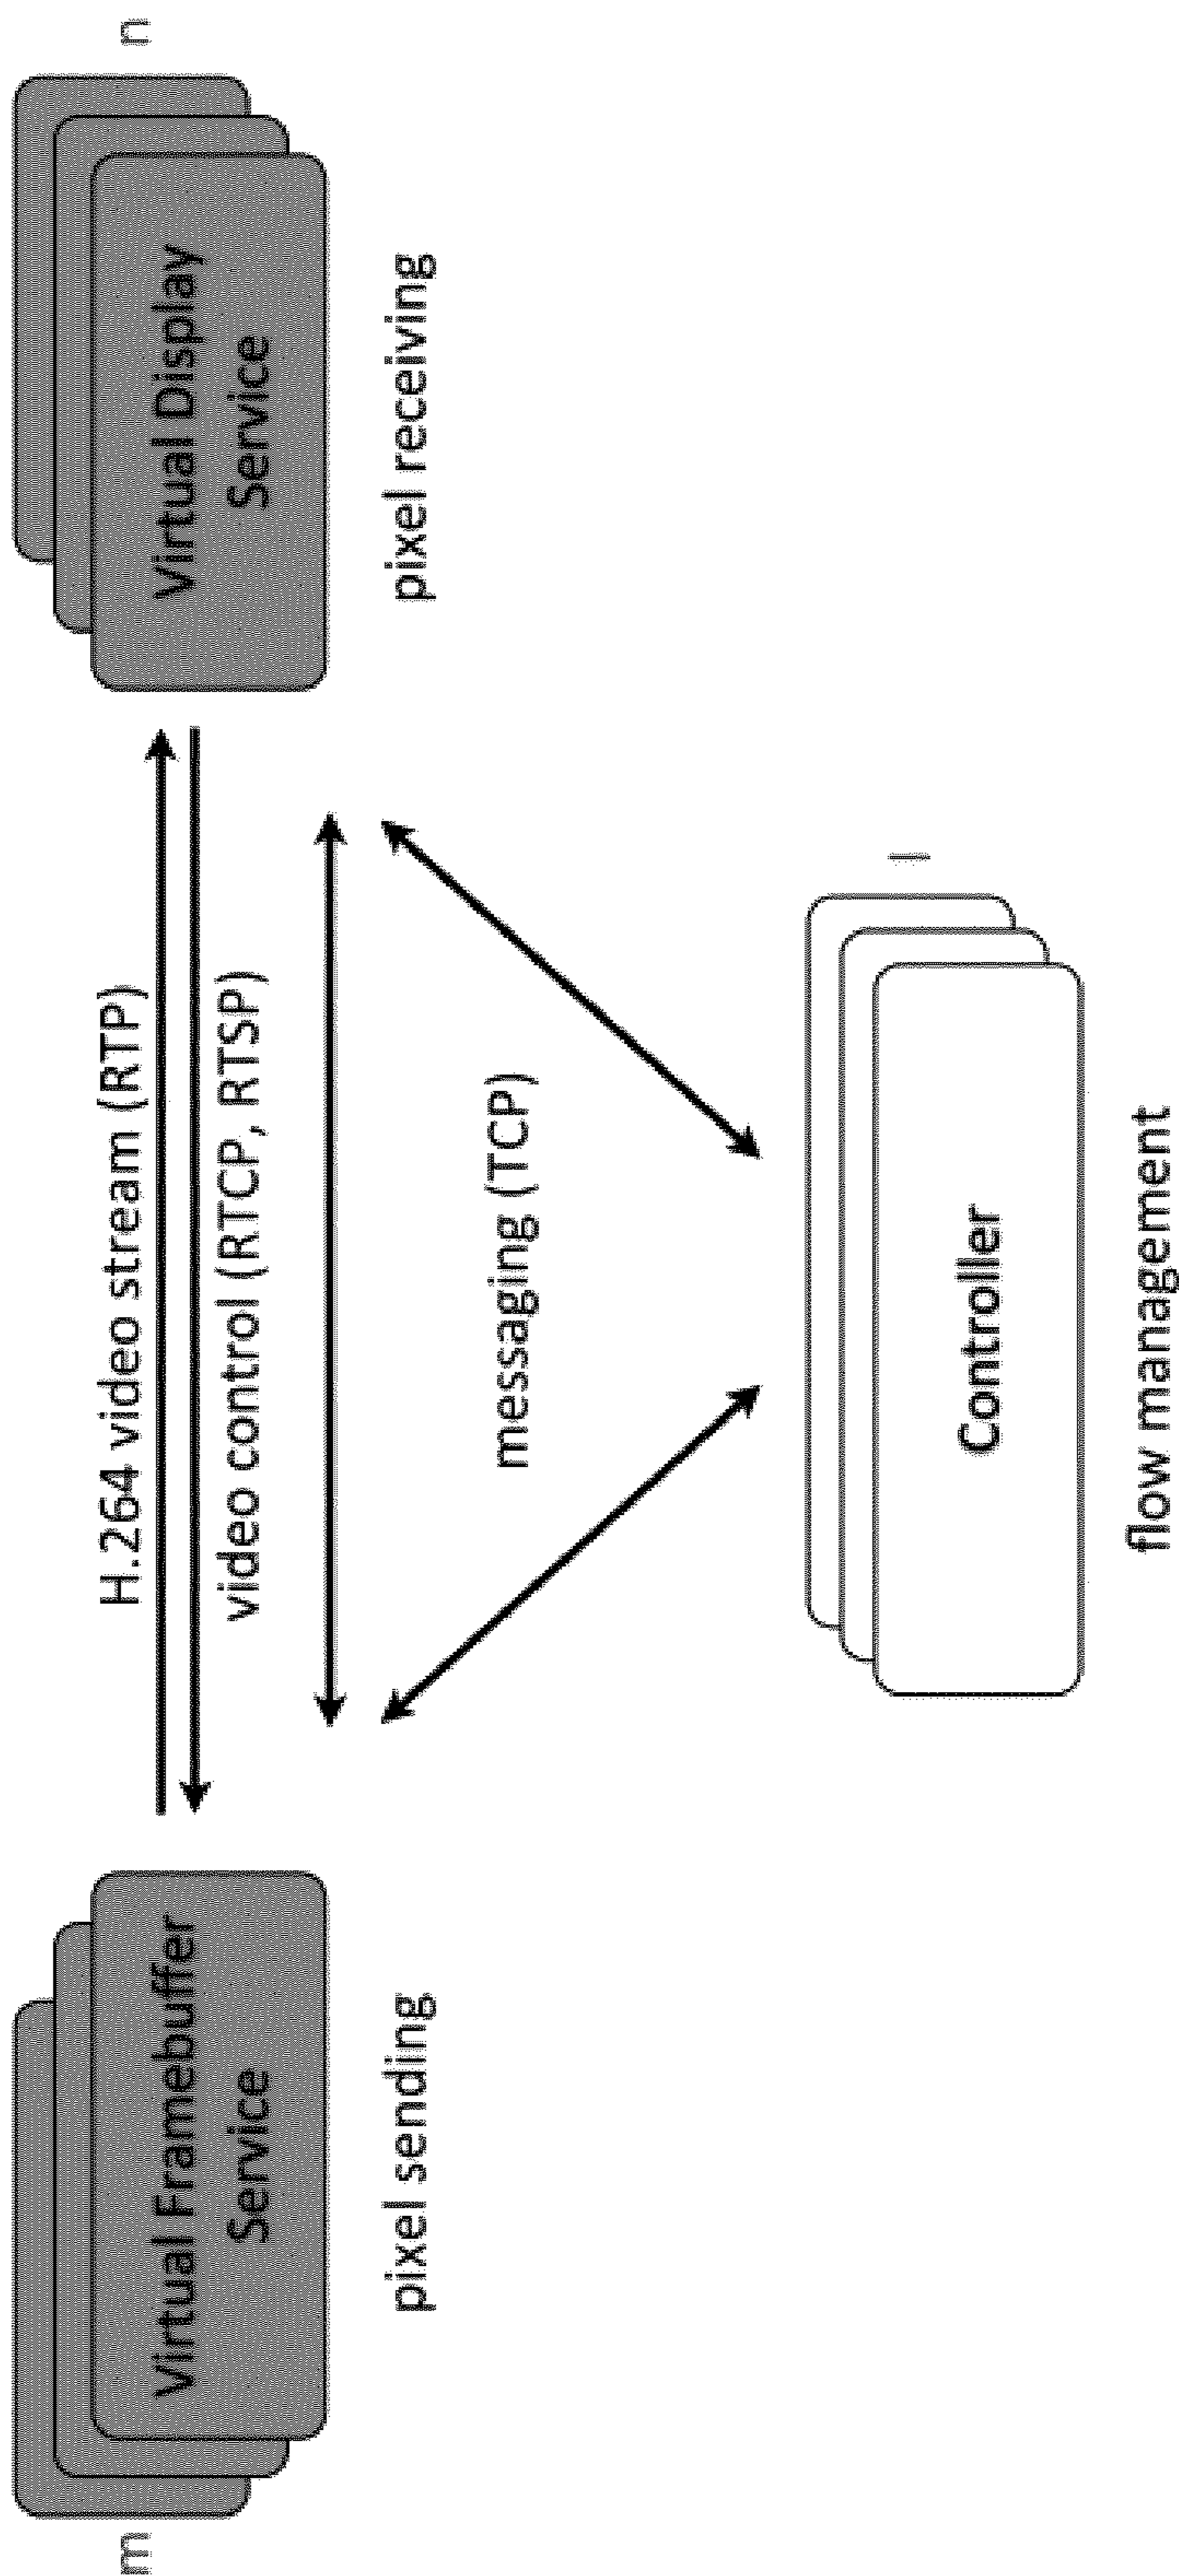 m
n
Virtual Framebuffer
Service
H.264 video stream (RTP)
video control (RTCP, RTSP)
Virtual Display
Service
pixel sending
messaging (TCP)
pixel receiving
l
Controller
flow management